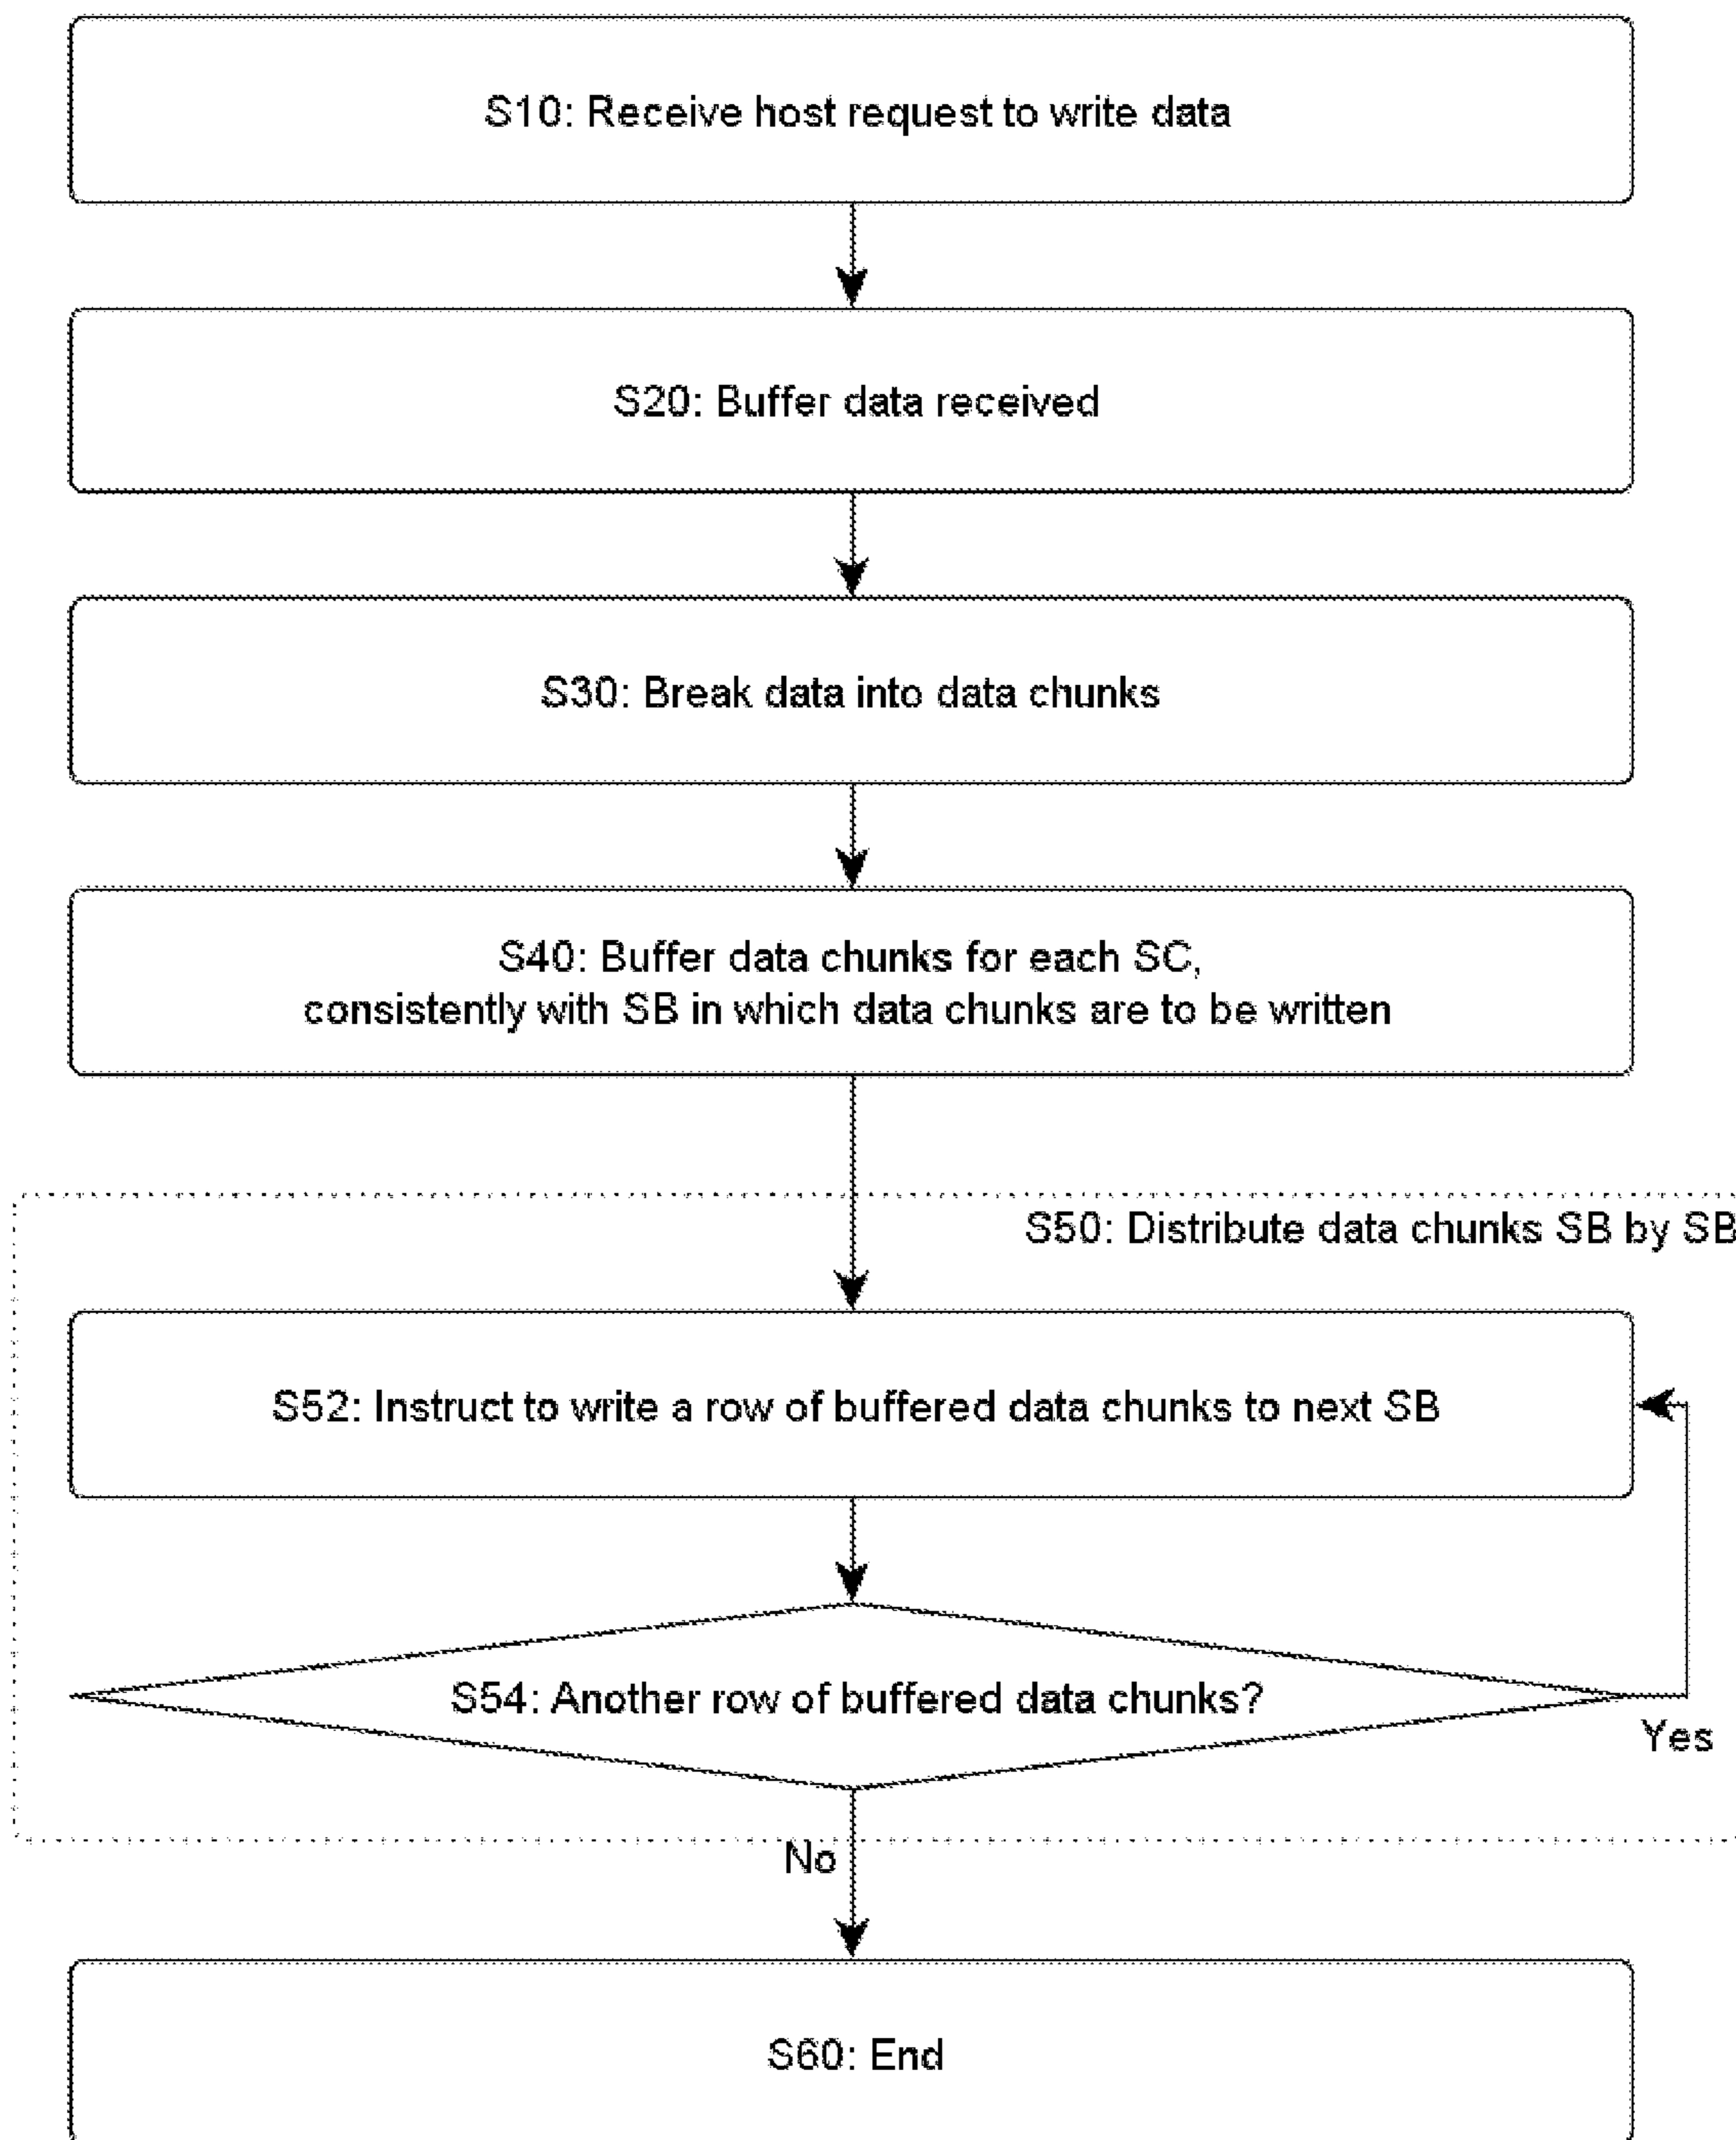 S10: Receive host request to write data
S20: Buffer data received
S30: Break data into data chunks
S40: Buffer data chunks for each SC,
consistently with SB in which data chunks are to be written
S50: Distribute data chunks SB by SB
S52: Instruct to write a row of buffered data chunks to next SB
S54: Another row of buffered data chunks?
Yes
No
S60: End